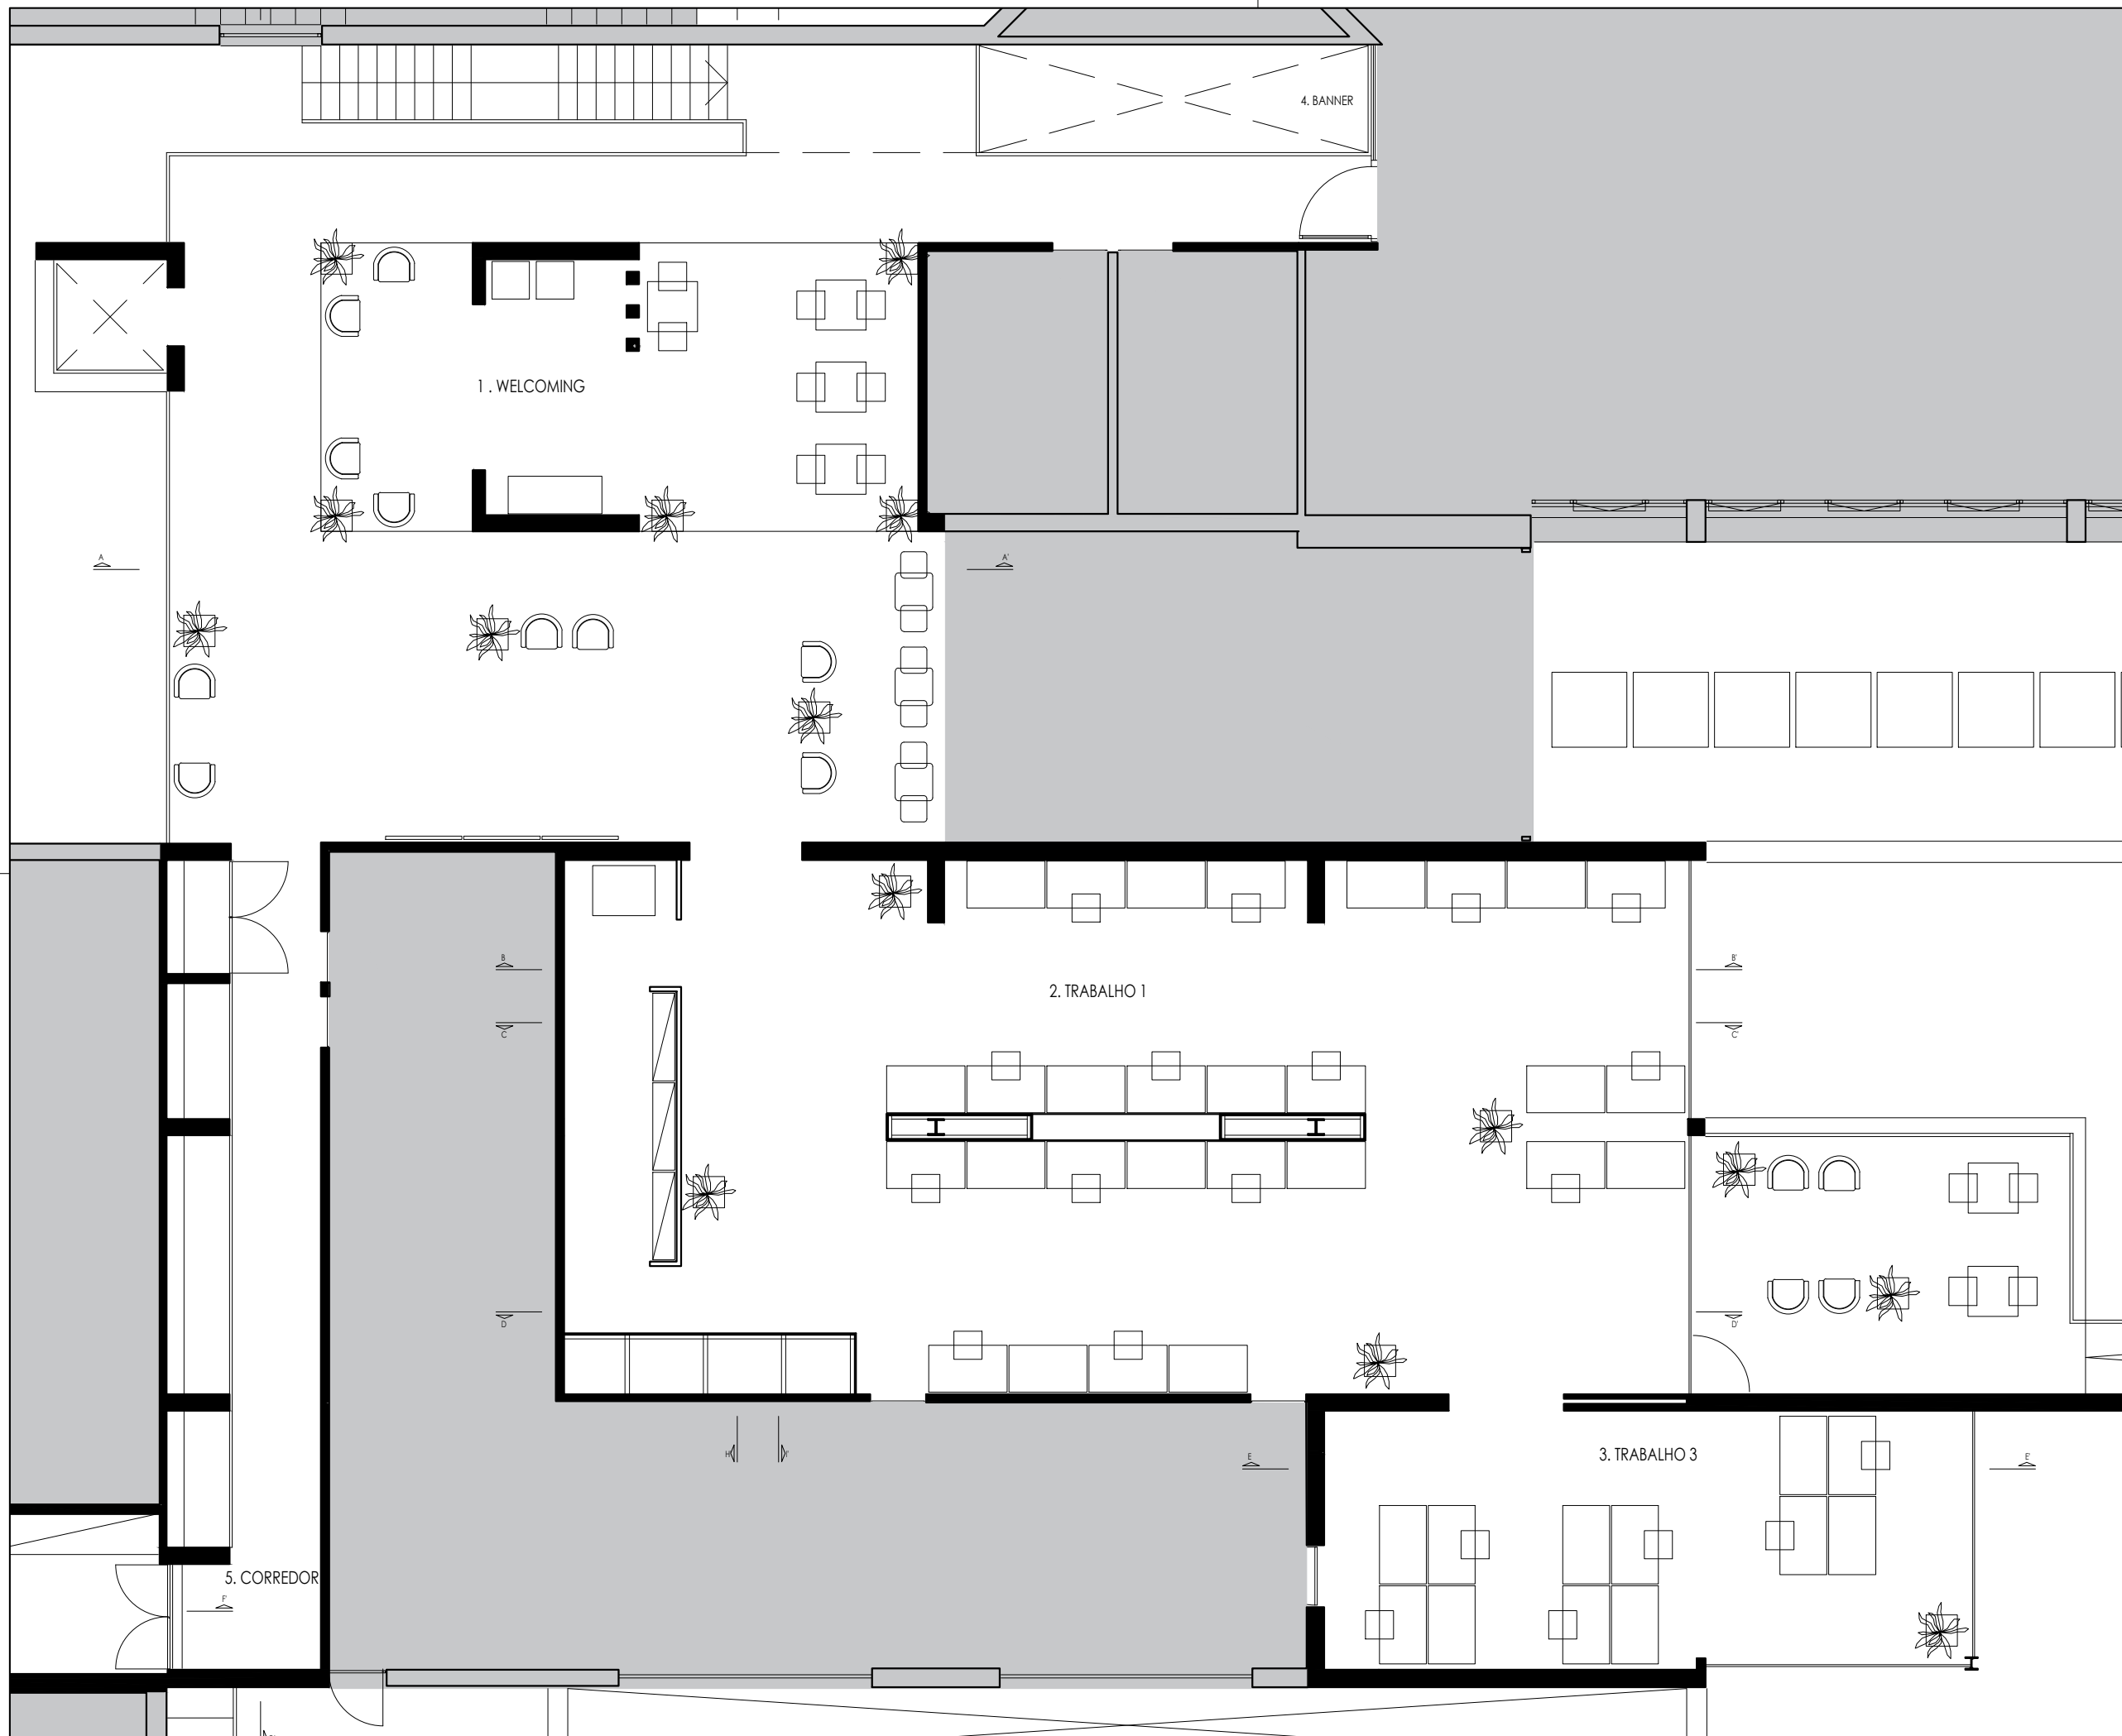 4. BANNER
1 . WELCOMING
A
A'
B
B'
2. TRABALHO 1
C
C'
D
D'
H'
I'
E
3. TRABALHO 3
E'
5. CORREDOR
F'